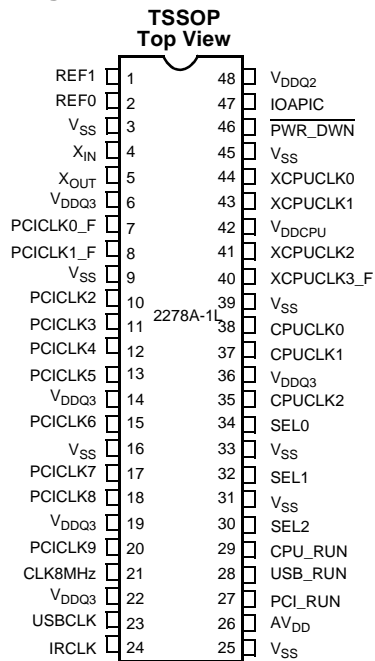 TSSOP
Top View
REF1 1 48 VDDQ2
REF0 2 47 IOAPIC
VSS 3 46 PWR_DWN
XIN 4 45 VSS
XOUT 5 44 XCPUCLK0
VDDQ3 6 43 XCPUCLK1
PCICLK0_F 7 42 VDDCPU
PCICLK1_F 8 41 XCPUCLK2
VSS 9 40 XCPUCLK3_F
PCICLK2 10 39 VSS
2278A-1L
PCICLK3 11 38 CPUCLK0
PCICLK4 12 37 CPUCLK1
PCICLK5 13 36 VDDQ3
VDDQ3 14 35 CPUCLK2
PCICLK6 15 34 SEL0
VSS 16 33 VSS
PCICLK7 17 32 SEL1
PCICLK8 18 31 VSS
VDDQ3 19 30 SEL2
PCICLK9 20 29 CPU_RUN
CLK8MHz 21 28 USB_RUN
VDDQ3 22 27 PCI_RUN
USBCLK 23 26 AVDD
IRCLK 24 25 VSS